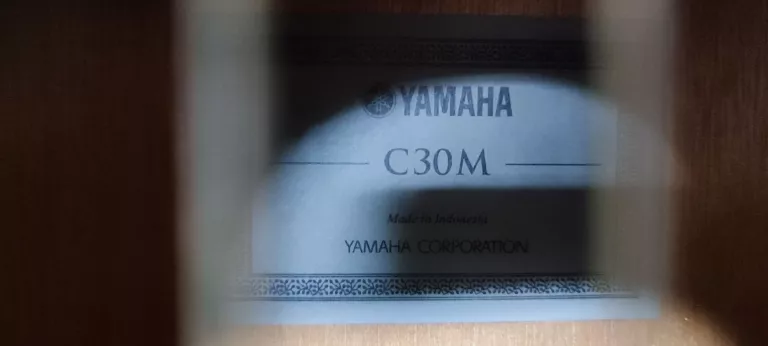 YAMAHA
C30M
Made in Indonesia
YAMAHA CORPORATION